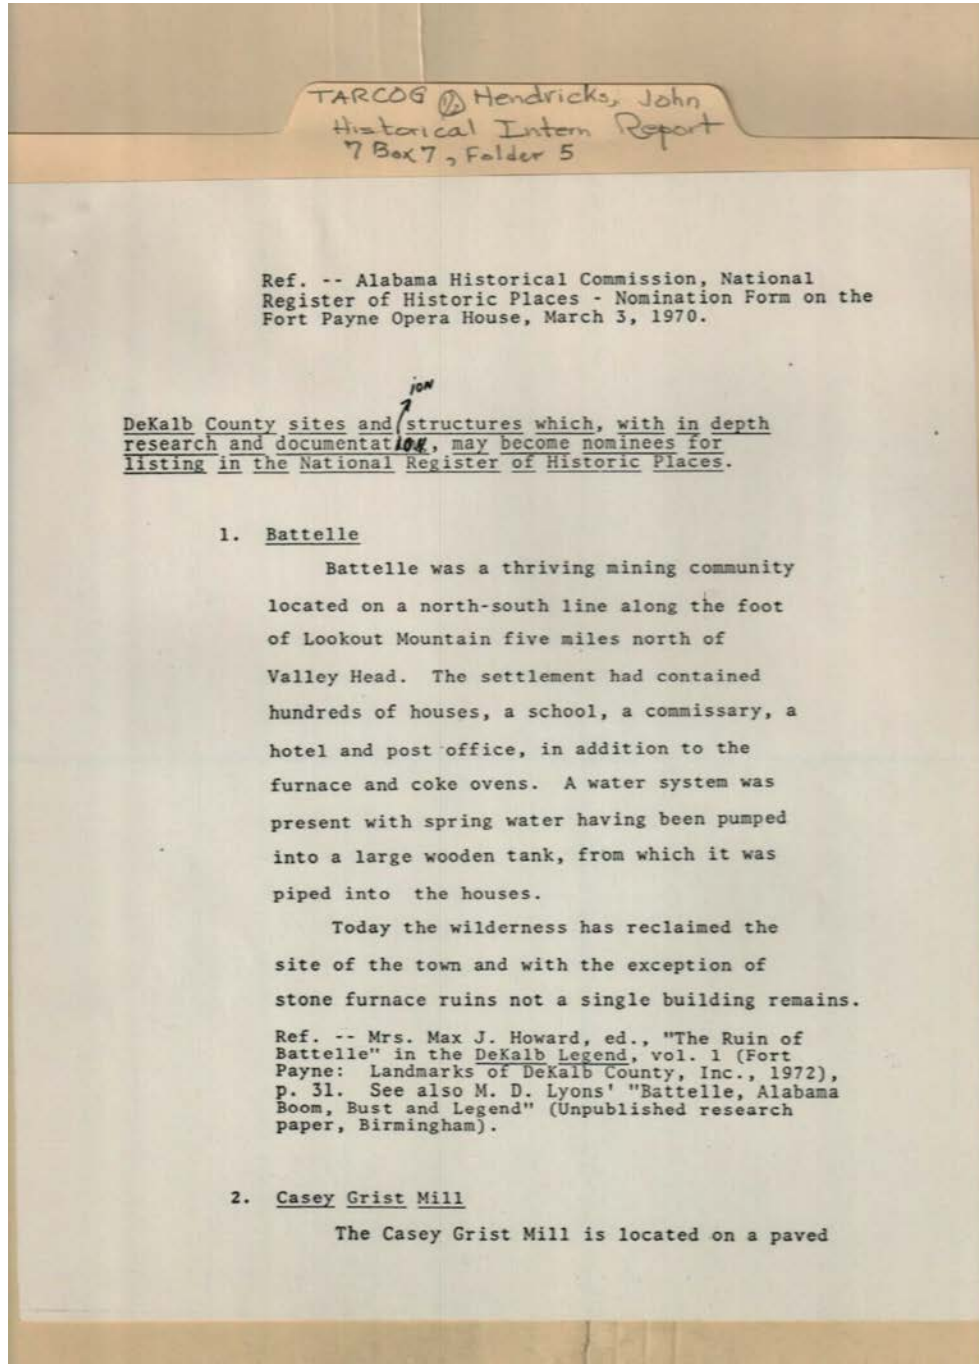 TARCOG ½ Hendricks, John
Historical Intern Report
7 Box 7, Folder 5
Ref. -- Alabama Historical Commission, National
Register of Historic Places - Nomination Form on the
Fort Payne Opera House, March 3, 1970.
ion
DeKalb County sites and structures which, with in depth
research and documentation, may become nominees for
listing in the National Register of Historic Places.
1. Battelle
Battelle was a thriving mining community
located on a north-south line along the foot
of Lookout Mountain five miles north of
Valley Head. The settlement had contained
hundreds of houses, a school, a commissary, a
hotel and post office, in addition to the
furnace and coke ovens. A water system was
present with spring water having been pumped
into a large wooden tank, from which it was
piped into the houses.
Today the wilderness has reclaimed the
site of the town and with the exception of
stone furnace ruins not a single building remains.
Ref. -- Mrs. Max J. Howard, ed., "The Ruin of
Battelle" in the DeKalb Legend, vol. 1 (Fort
Payne: Landmarks of DeKalb County, Inc., 1972),
p. 31. See also M. D. Lyons' "Battelle, Alabama
Boom, Bust and Legend" (Unpublished research
paper, Birmingham).
2. Casey Grist Mill
The Casey Grist Mill is located on a paved